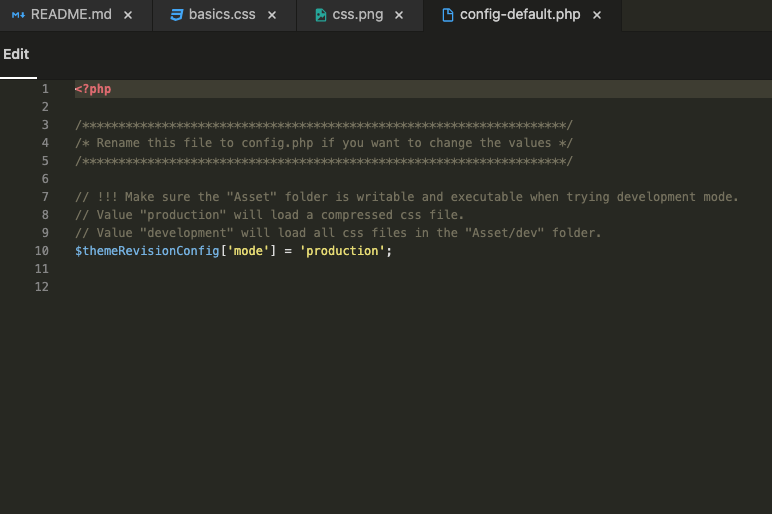 README.md
basics.css
css.png
config-default.php
Edit
1 <?php
2
3 /*******************************************************************/
4 /* Rename this file to config.php if you want to change the values */
5 /*******************************************************************/
6
7 // !!! Make sure the "Asset" folder is writable and executable when trying development mode.
8 // Value "production" will load a compressed css file.
9 // Value "development" will load all css files in the "Asset/dev" folder.
10 $themeRevisionConfig['mode'] = 'production';
11
12